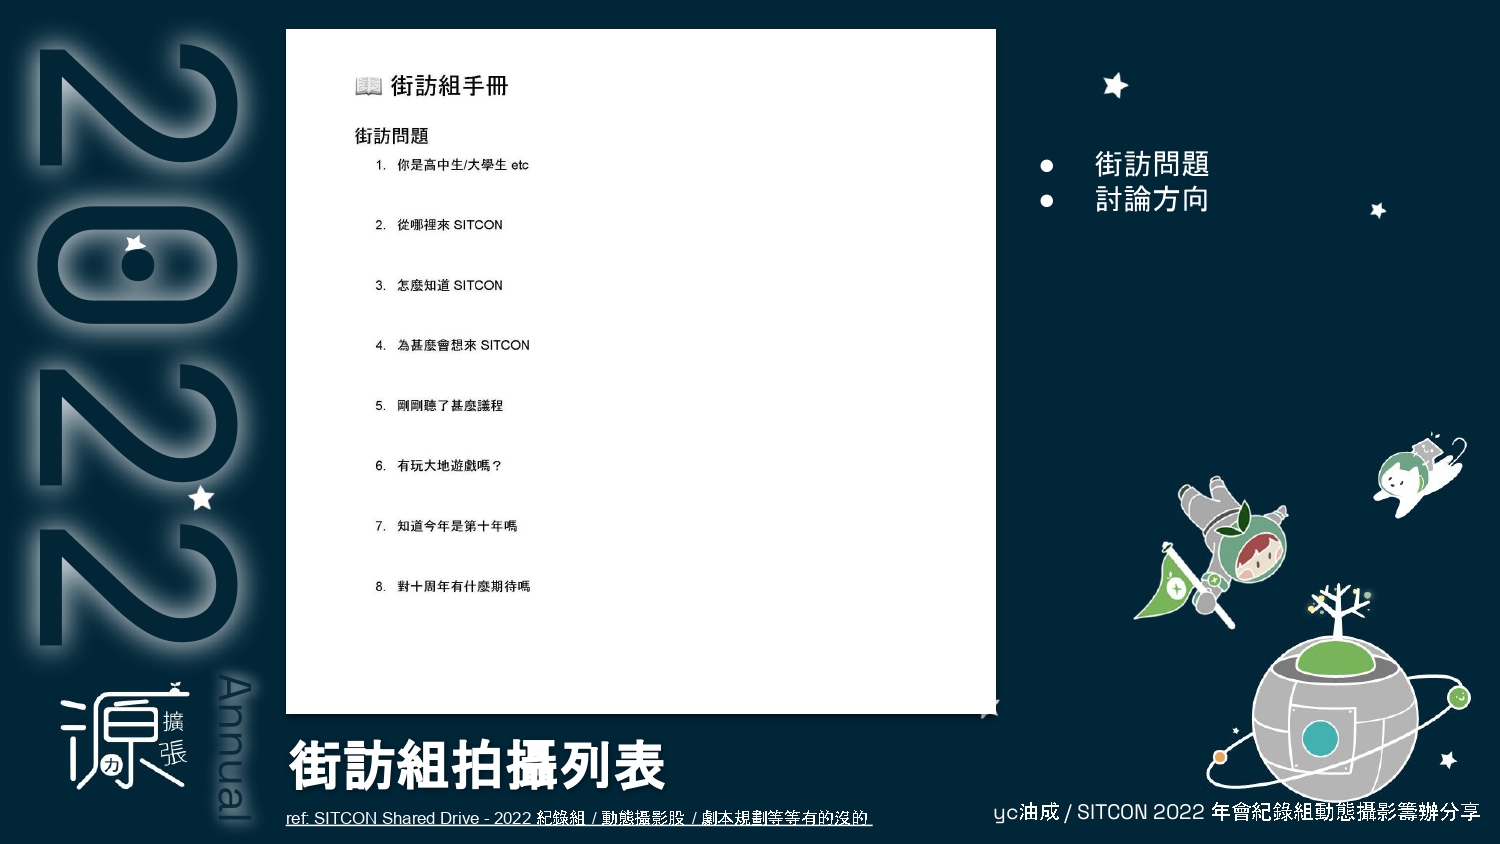 2022
Annual
源
力
擴
張
📖 街訪組手冊
街訪問題
1. 你是高中生/大學生 etc
2. 從哪裡來 SITCON
3. 怎麼知道 SITCON
4. 為甚麼會想來 SITCON
5. 剛剛聽了甚麼議程
6. 有玩大地遊戲嗎？
7. 知道今年是第十年嗎
8. 對十周年有什麼期待嗎
● 街訪問題
● 討論方向
街訪組拍攝列表
ref: SITCON Shared Drive - 2022 紀錄組 / 動態攝影股 / 劇本規劃等等有的沒的
yc油成 / SITCON 2022 年會紀錄組動態攝影籌辦分享